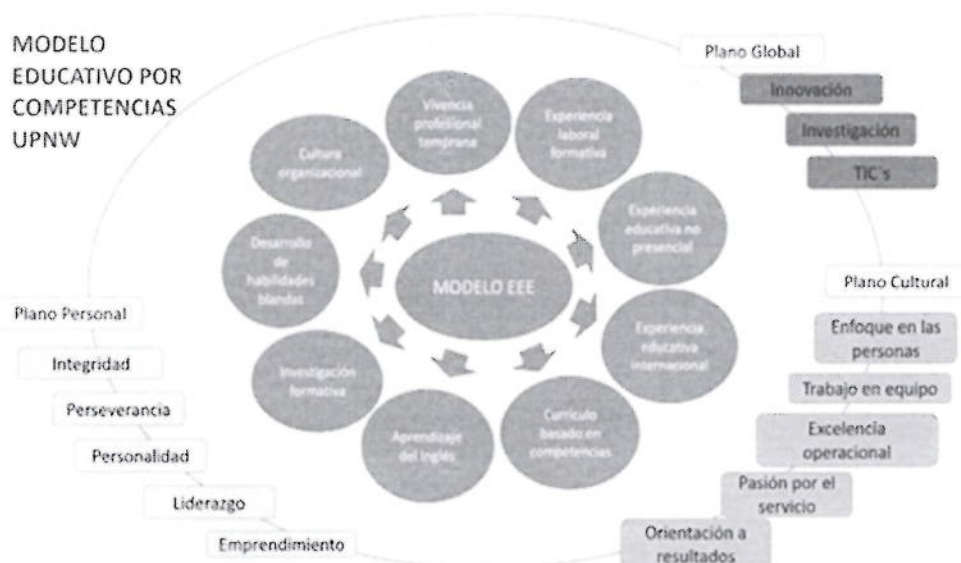 MODELO
EDUCATIVO POR
COMPETENCIAS
UPNW
Plano Global
Innovación
Investigación
TIC´s
Vivencia
profesional
temprana
Experiencia
laboral
formativa
Cultura
organizacional
Experiencia
educativa no
presencial
Desarrollo
de
habilidades
blandas
MODELO EEE
Plano Cultural
Enfoque en las
personas
Trabajo en equipo
Excelencia
operacional
Pasión por el
servicio
Orientación a
resultados
Experiencia
educativa
internacional
Investigación
formativa
Currículo
basado en
competencias
Aprendizaje
del Inglés
Plano Personal
Integridad
Perseverancia
Personalidad
Liderazgo
Emprendimiento